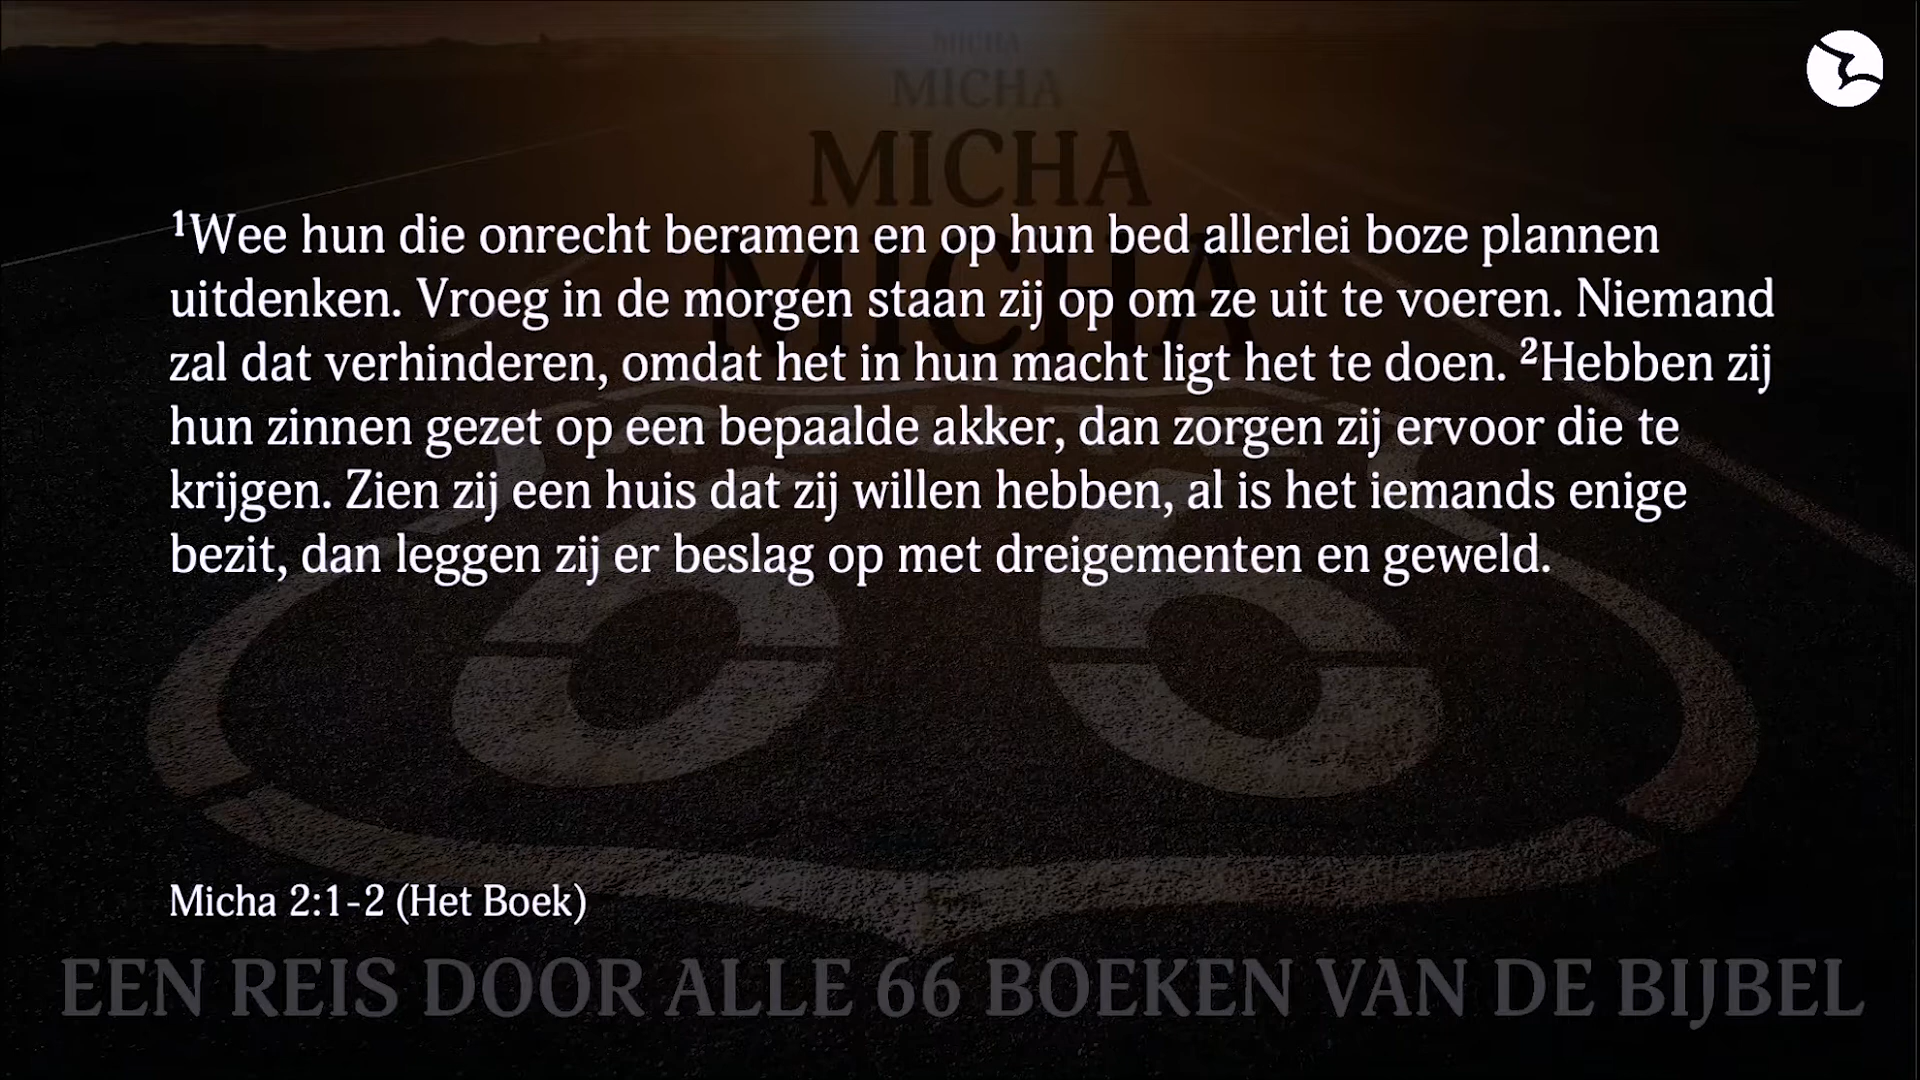 MICHA
MICHA
MICHA
MICHA
MICHA
¹Wee hun die onrecht beramen en op hun bed allerlei boze plannen
uitdenken. Vroeg in de morgen staan zij op om ze uit te voeren. Niemand
zal dat verhinderen, omdat het in hun macht ligt het te doen. ²Hebben zij
hun zinnen gezet op een bepaalde akker, dan zorgen zij ervoor die te
krijgen. Zien zij een huis dat zij willen hebben, al is het iemands enige
bezit, dan leggen zij er beslag op met dreigementen en geweld.
66
Micha 2:1-2 (Het Boek)
EEN REIS DOOR ALLE 66 BOEKEN VAN DE BIJBEL